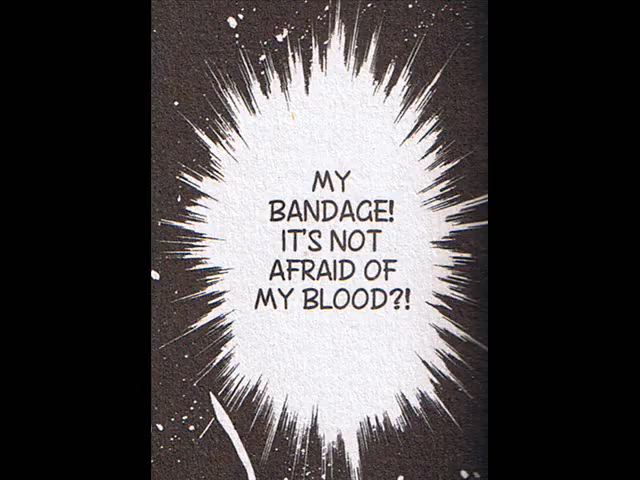 MY
BANDAGE!
IT'S NOT
AFRAID OF
MY BLOOD?!